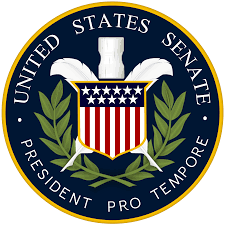 · UNITED STATES SENATE ·
PRESIDENT PRO TEMPORE